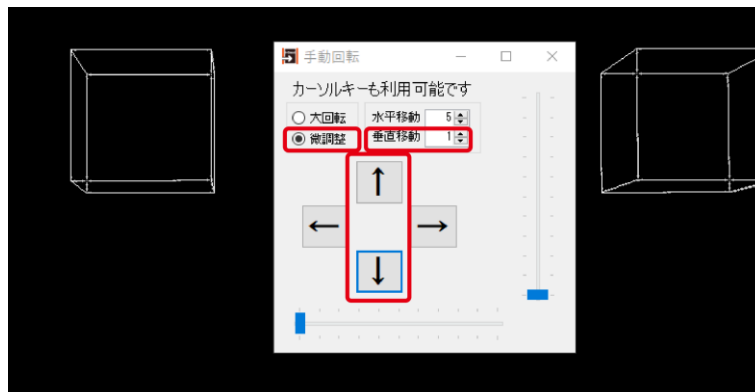 手動回転
カーソルキーも利用可能です
大回転 水平移動 5
微調整 垂直移動 1
↑
← →
↓